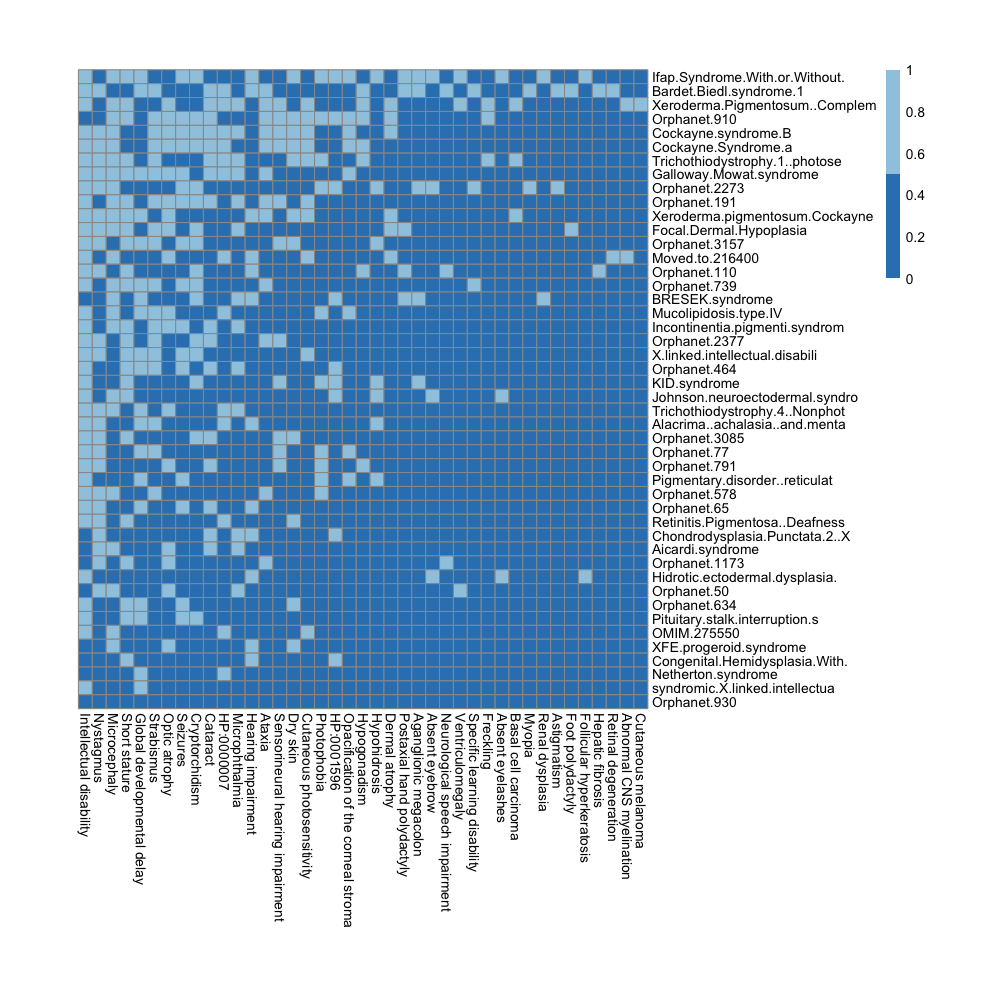 Ifap.Syndrome.With.or.Without.
Bardet.Biedl.syndrome.1
Xeroderma.Pigmentosum..Complem
Orphanet.910
Cockayne.syndrome.B
Cockayne.Syndrome.a
Trichothiodystrophy.1..photose
Galloway.Mowat.syndrome
Orphanet.2273
Orphanet.191
Xeroderma.pigmentosum.Cockayne
Focal.Dermal.Hypoplasia
Orphanet.3157
Moved.to.216400
Orphanet.110
Orphanet.739
BRESEK.syndrome
Mucolipidosis.type.IV
Incontinentia.pigmenti.syndrom
Orphanet.2377
X.linked.intellectual.disabili
Orphanet.464
KID.syndrome
Johnson.neuroectodermal.syndro
Trichothiodystrophy.4..Nonphot
Alacrima..achalasia..and.menta
Orphanet.3085
Orphanet.77
Orphanet.791
Pigmentary.disorder..reticulat
Orphanet.578
Orphanet.65
Retinitis.Pigmentosa..Deafness
Chondrodysplasia.Punctata.2..X
Aicardi.syndrome
Orphanet.1173
Hidrotic.ectodermal.dysplasia.
Orphanet.50
Orphanet.634
Pituitary.stalk.interruption.s
OMIM.275550
XFE.progeroid.syndrome
Congenital.Hemidysplasia.With.
Netherton.syndrome
syndromic.X.linked.intellectua
Orphanet.930
1
0.8
0.6
0.4
0.2
0
Intellectual disability
Nystagmus
Microcephaly
Short stature
Global developmental delay
Strabismus
Optic atrophy
Seizures
Cryptorchidism
Cataract
HP:0000007
Microphthalmia
Hearing impairment
Ataxia
Sensorineural hearing impairment
Dry skin
Cutaneous photosensitivity
Photophobia
HP:0001596
Opacification of the corneal stroma
Hypogonadism
Hypohidrosis
Dermal atrophy
Postaxial hand polydactyly
Aganglionic megacolon
Absent eyebrow
Neurological speech impairment
Ventriculomegaly
Specific learning disability
Freckling
Absent eyelashes
Basal cell carcinoma
Myopia
Renal dysplasia
Astigmatism
Foot polydactyly
Follicular hyperkeratosis
Hepatic fibrosis
Retinal degeneration
Abnormal CNS myelination
Cutaneous melanoma